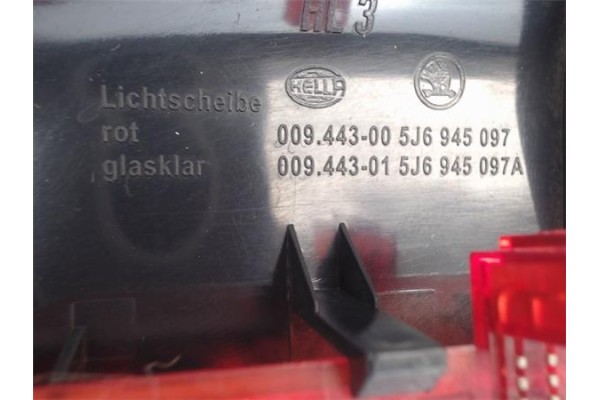 HELLA
Lichtscheibe
rot 009.443-00 5J6 945 097
glasklar 009.443-01 5J6 945 097A